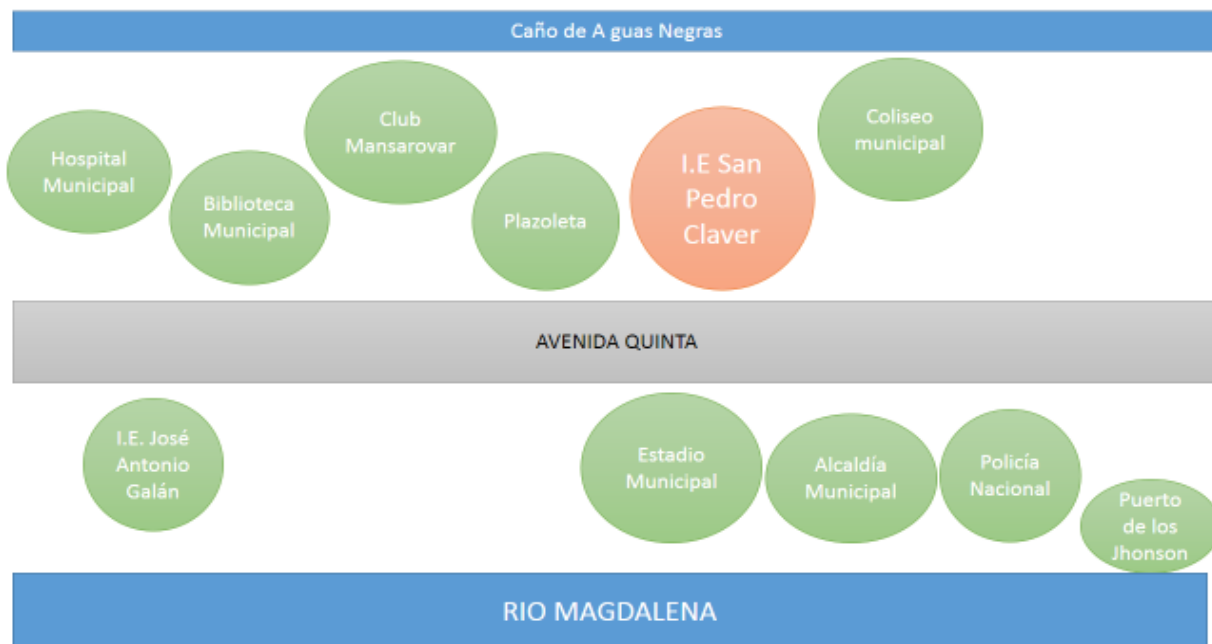 Caño de A guas Negras
Hospital
Municipal
Biblioteca
Municipal
Club
Mansarovar
Plazoleta
I.E San
Pedro
Claver
Coliseo
municipal
AVENIDA QUINTA
I.E. José
Antonio
Galán
Estadio
Municipal
Alcaldía
Municipal
Policía
Nacional
Puerto
de los
Jhonson
RIO MAGDALENA